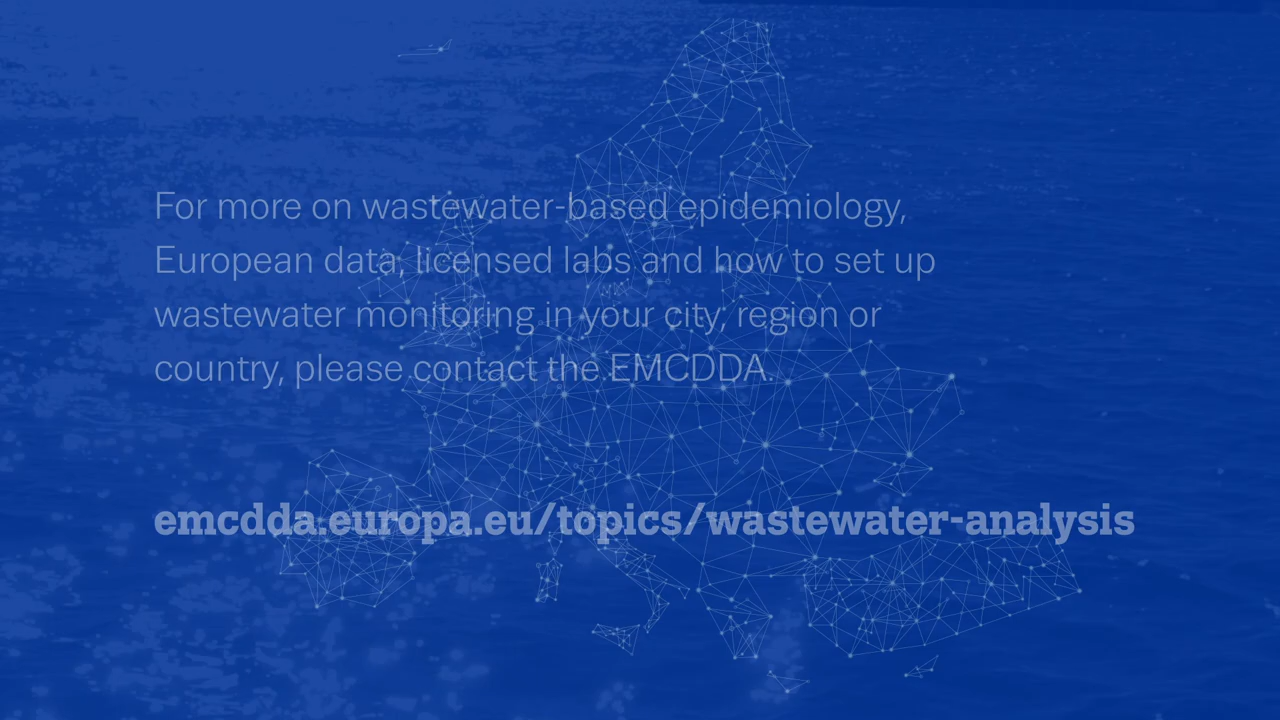 For more on wastewater-based epidemiology,
European data, licensed labs and how to set up
wastewater monitoring in your city, region or
country, please contact the EMCDDA.
emcdda.europa.eu/topics/wastewater-analysis